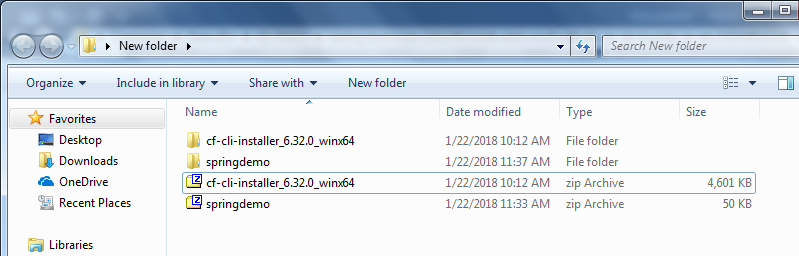 New folder
Search New folder
Organize Include in library Share with New folder
Favorites
Desktop
Downloads
OneDrive
Recent Places
Libraries
Name Date modified Type Size
cf-cli-installer_6.32.0_winx64 1/22/2018 10:12 AM File folder
springdemo 1/22/2018 11:37 AM File folder
cf-cli-installer_6.32.0_winx64 1/22/2018 10:12 AM zip Archive 4,601 KB
springdemo 1/22/2018 11:33 AM zip Archive 50 KB